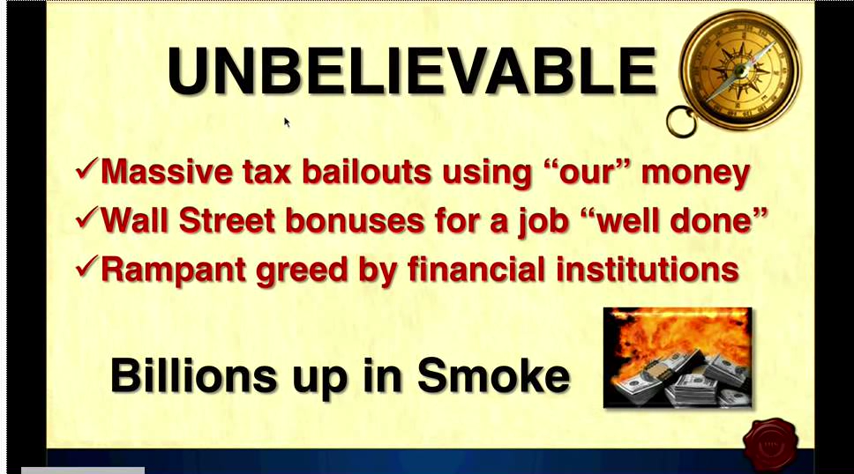 UNBELIEVABLE
✓Massive tax bailouts using “our” money
✓Wall Street bonuses for a job “well done”
✓Rampant greed by financial institutions
Billions up in Smoke